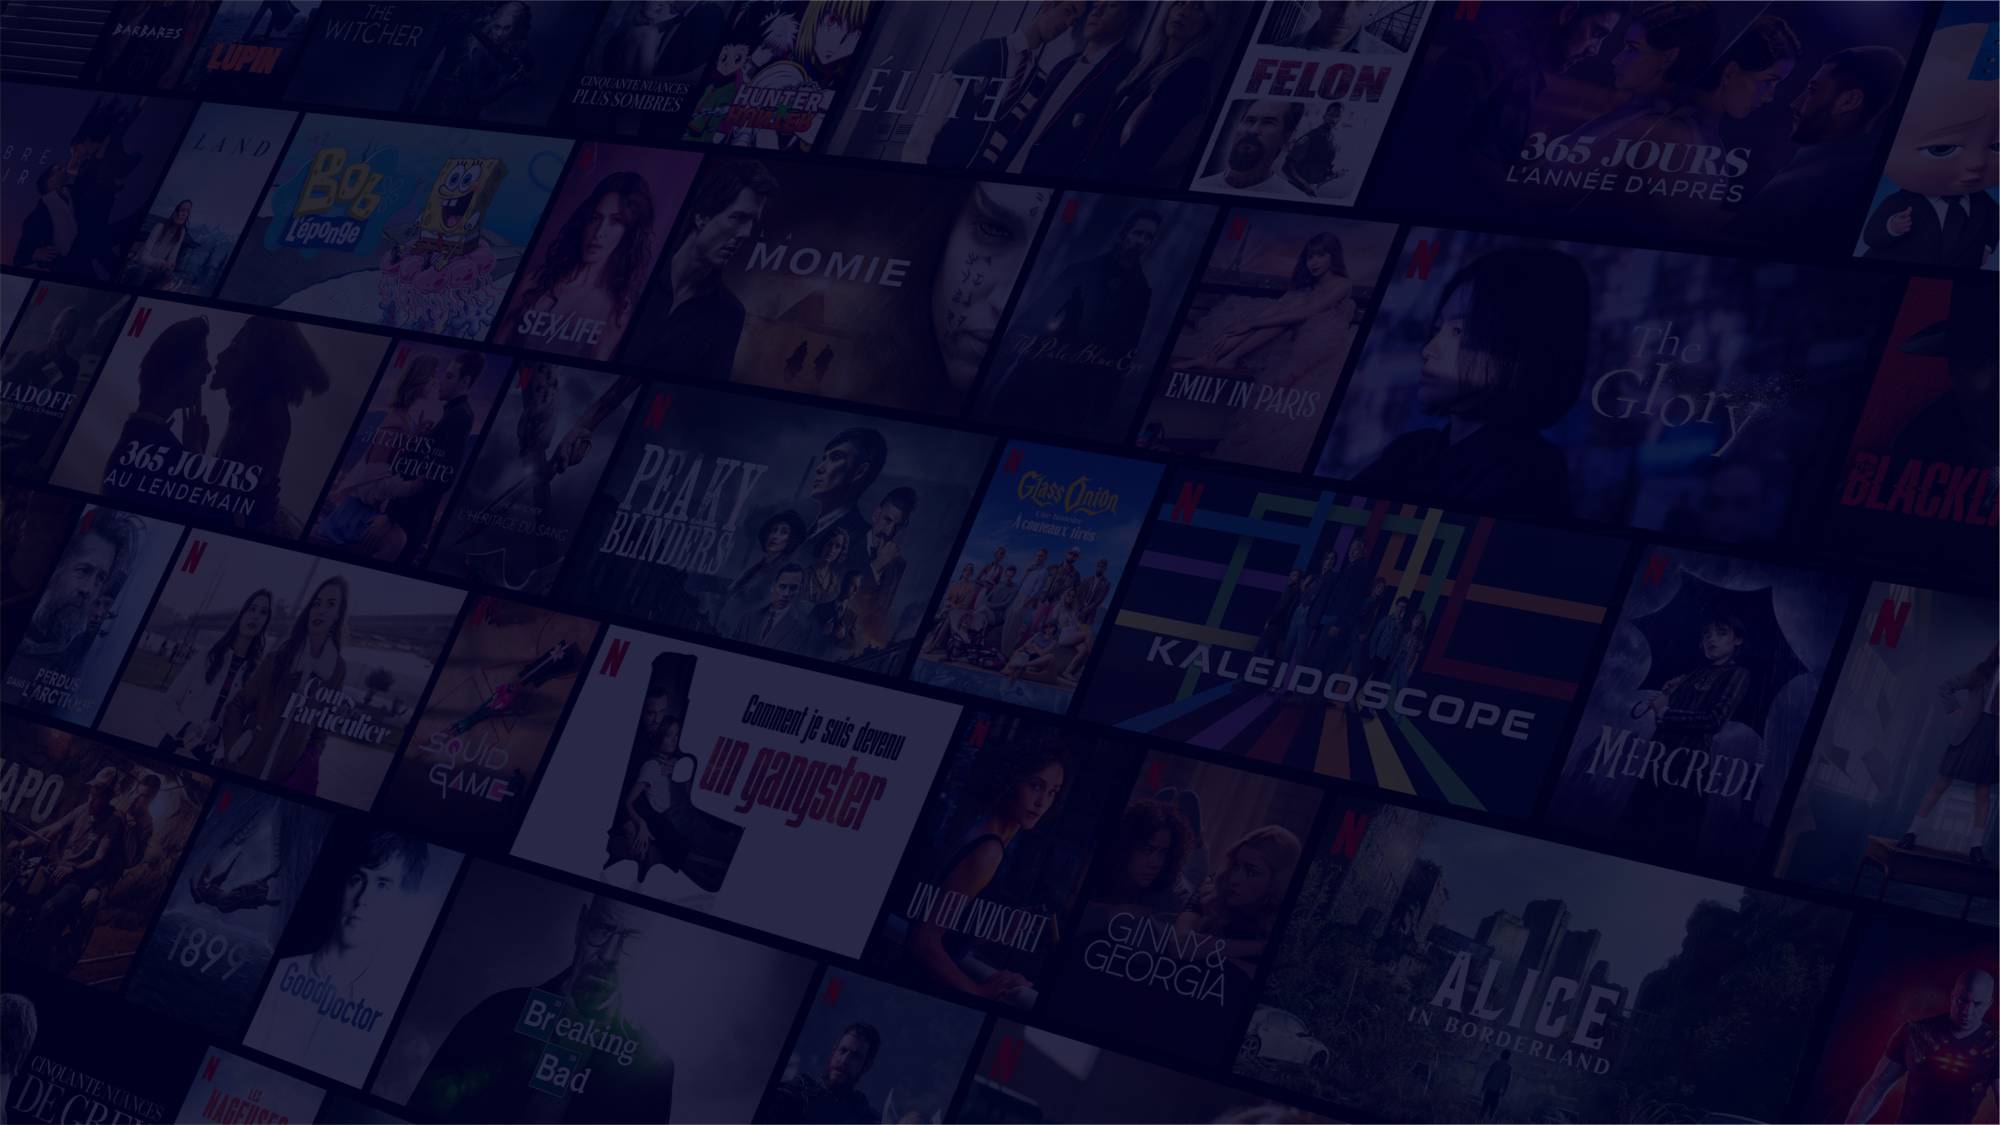 BARBARES
LUPIN
THE
WITCHER
CINQUANTE NUANCES
PLUS SOMBRES
HUNTER
HUNTER
ÉLITE
FELON
365 JOURS
L'ANNÉE D'APRÈS
LAND
Bob
L'éponge
SEX/LIFE
LA
MOMIE
The Pale Blue Eye
EMILY IN PARIS
The
Glory
MADOFF
365 JOURS
AU LENDEMAIN
à travers ma
fenêtre
L'HÉRITAGE DU SANG
PEAKY
BLINDERS
Glass Onion
Une histoire
À couteaux tirés
KALEIDOSCOPE
MERCREDI
PERDUS
DANS L'ARCTIQUE
Cours
Particulier
SQUID
GAME
Comment je suis devenu
un gangster
UN ŒIL INDISCRET
GINNY &
GEORGIA
ALICE
IN BORDERLAND
1899
Good Doctor
Breaking
Bad
CINQUANTE NUANCES
LES
NAGEUSES